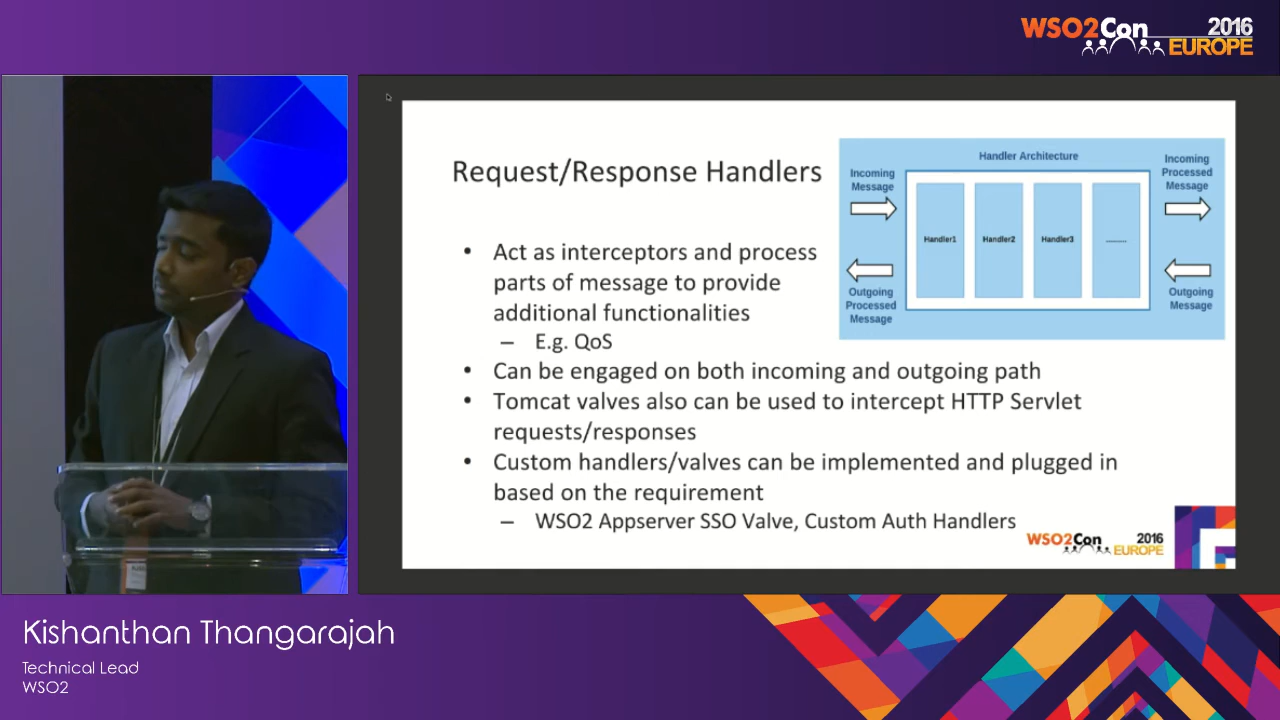 WSO2Con 2016
EUROPE
Request/Response Handlers
Handler Architecture
Incoming
Message
Incoming
Processed
Message
Handler1
Handler2
Handler3
.........
Outgoing
Processed
Message
Outgoing
Message
• Act as interceptors and process
parts of message to provide
additional functionalities
– E.g. QoS
• Can be engaged on both incoming and outgoing path
• Tomcat valves also can be used to intercept HTTP Servlet
requests/responses
• Custom handlers/valves can be implemented and plugged in
based on the requirement
– WSO2 Appserver SSO Valve, Custom Auth Handlers
WSO2Con 2016
EUROPE
Kishanthan Thangarajah
Technical Lead
WSO2